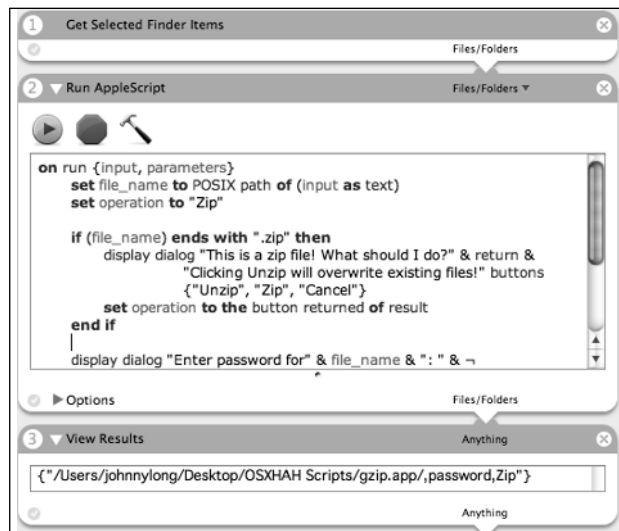 1 Get Selected Finder Items
Files/Folders
2 Run AppleScript Files/Folders
on run {input, parameters}
set file_name to POSIX path of (input as text)
set operation to "Zip"
if (file_name) ends with ".zip" then
display dialog "This is a zip file! What should I do?" & return &
"Clicking Unzip will overwrite existing files!" buttons
{"Unzip", "Zip", "Cancel"}
set operation to the button returned of result
end if
display dialog "Enter password for" & file_name & ": " & ¬
Options Files/Folders
3 View Results Anything
{"/Users/johnnylong/Desktop/OSXHAH Scripts/gzip.app/,password,Zip"}
Anything